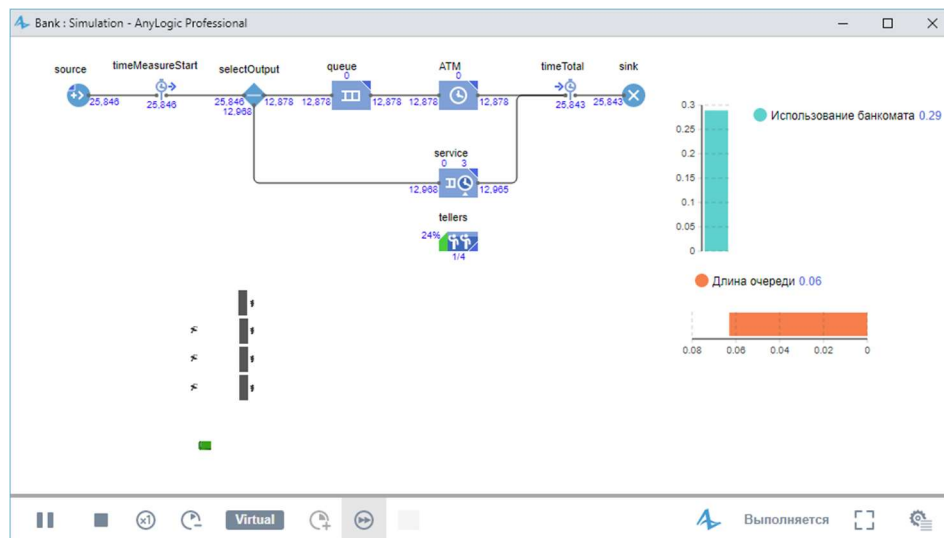 Bank : Simulation - AnyLogic Professional
source
timeMeasureStart
selectOutput
queue
ATM
timeTotal
sink
0
0
25,846
25,846
25,846
12,878
12,878
12,878
12,878
12,878
25,843
25,843
12,968
service
0 3
12,968
12,965
tellers
24%
1/4
0.3
0.25
0.2
0.15
0.1
0.05
0
Использование банкомата 0.29
Длина очереди 0.06
0.08
0.06
0.04
0.02
0
x1
Virtual
Выполняется